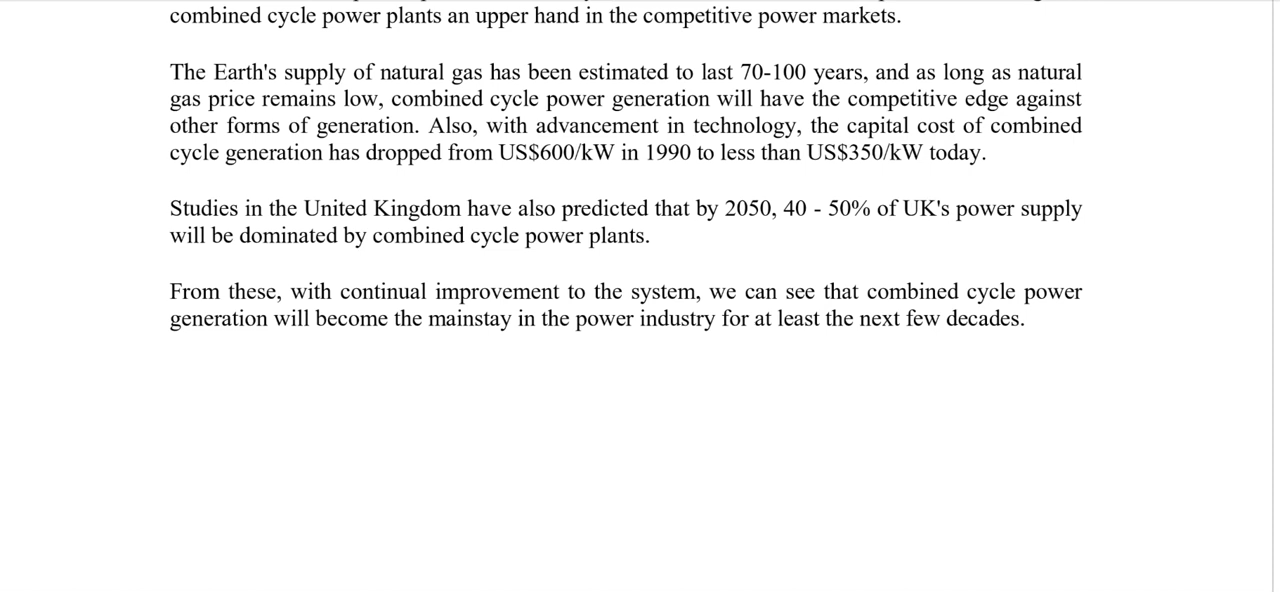 combined cycle power plants an upper hand in the competitive power markets.
The Earth's supply of natural gas has been estimated to last 70-100 years, and as long as natural
gas price remains low, combined cycle power generation will have the competitive edge against
other forms of generation. Also, with advancement in technology, the capital cost of combined
cycle generation has dropped from US$600/kW in 1990 to less than US$350/kW today.
Studies in the United Kingdom have also predicted that by 2050, 40 - 50% of UK's power supply
will be dominated by combined cycle power plants.
From these, with continual improvement to the system, we can see that combined cycle power
generation will become the mainstay in the power industry for at least the next few decades.